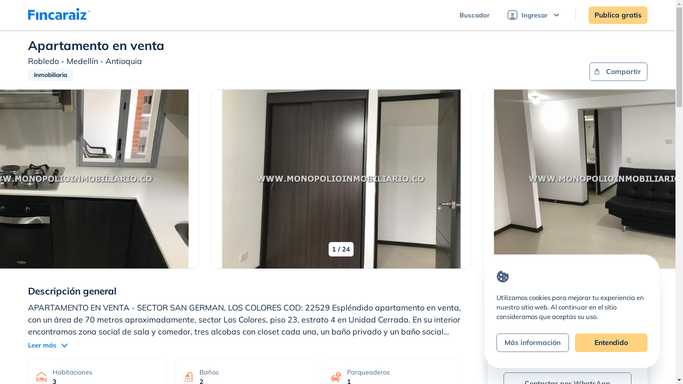 Fincaraiz
Buscador
Ingresar
Publica gratis
Apartamento en venta
Robledo - Medellín - Antioquia
Inmobiliaria
Compartir
WWW.MONOPOLIOINMOBILIARIO.CO
WWW.MONOPOLIOINMOBILIARIO.CO
WWW.MONOPOLIOINM
1 / 24
Descripción general
APARTAMENTO EN VENTA - SECTOR SAN GERMAN, LOS COLORES COD: 22529 Espléndido apartamento en venta,
con un área de 70 metros aproximadamente, sector Los Colores, piso 23, estrato 4 en Unidad Cerrada. En su interior
encontramos zona social de sala y comedor, tres alcobas con closet cada una, un baño privado y un baño social...
Leer más
Habitaciones
3
Baños
2
Parqueaderos
1
Utilizamos cookies para mejorar tu experiencia en
nuestro sitio web. Al continuar en el sitio
consideramos que aceptas su uso.
Más información
Entendido
Contactar por WhatsApp